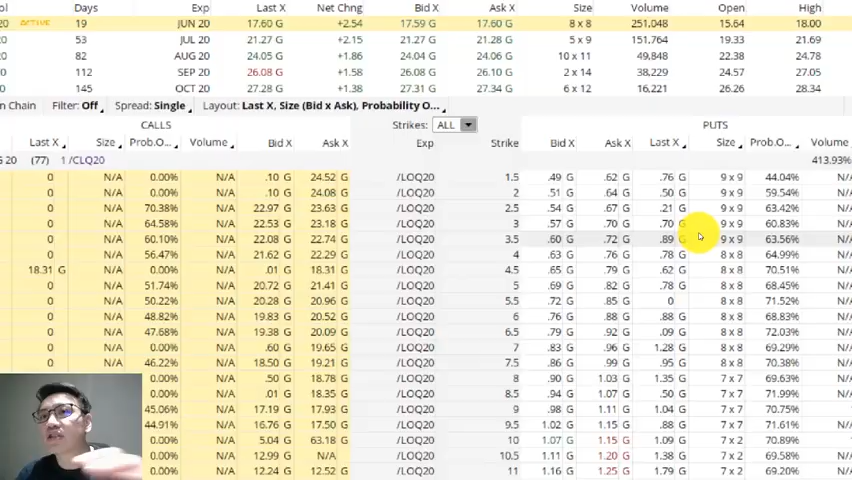 Days Exp Last X Net Chng Bid X Ask X Size Volume Open High
20 ACTIVE 19 JUN 20 17.60 G +2.54 17.59 G 17.60 G 8 x 8 251,048 15.64 18.00
20 53 JUL 20 21.27 G +2.15 21.27 G 21.28 G 5 x 9 151,764 19.33 21.69
20 82 AUG 20 24.05 G +1.86 24.04 G 24.06 G 10 x 11 49,848 22.38 24.78
20 112 SEP 20 26.08 G +1.58 26.08 G 26.10 G 2 x 14 38,229 24.57 27.05
20 145 OCT 20 27.28 G +1.38 27.31 G 27.34 G 6 x 12 16,221 26.26 28.34
n Chain Filter: Off Spread: Single Layout: Last X, Size (Bid x Ask), Probability O...
CALLS Strikes: ALL PUTS
Last X Size Prob.O... Volume Bid X Ask X Exp Strike Bid X Ask X Last X Size Prob.O... Volume
G 20 (77) 1 /CLQ20 413.93%
0 N/A 0.00% N/A .10 G 24.52 G /LOQ20 1.5 .49 G .62 G .76 G 9 x 9 44.04% N/A
0 N/A 0.00% N/A .10 G 24.08 G /LOQ20 2 .51 G .64 G .50 G 9 x 9 59.54% N/A
0 N/A 70.38% N/A 22.97 G 23.63 G /LOQ20 2.5 .54 G .67 G .21 G 9 x 9 63.42% N/A
0 N/A 64.58% N/A 22.53 G 23.18 G /LOQ20 3 .57 G .70 G .70 G 9 x 9 60.83% N/A
0 N/A 60.10% N/A 22.08 G 22.74 G /LOQ20 3.5 .60 G .72 G .89 G 9 x 9 63.56% N/A
0 N/A 56.47% N/A 21.62 G 22.29 G /LOQ20 4 .63 G .76 G .78 G 8 x 8 64.99% N/A
18.31 G N/A 0.00% N/A .01 G 18.31 G /LOQ20 4.5 .65 G .79 G .62 G 8 x 8 70.51% N/A
0 N/A 51.74% N/A 20.72 G 21.41 G /LOQ20 5 .69 G .82 G .78 G 8 x 8 68.45% N/A
0 N/A 50.22% N/A 20.28 G 20.96 G /LOQ20 5.5 .72 G .85 G 0 8 x 8 71.52% N/A
0 N/A 48.82% N/A 19.83 G 20.52 G /LOQ20 6 .76 G .88 G .88 G 8 x 8 68.83% N/A
0 N/A 47.68% N/A 19.38 G 20.09 G /LOQ20 6.5 .79 G .92 G .91 G 8 x 8 72.03% N/A
0 N/A 0.00% N/A .60 G 19.65 G /LOQ20 7 .83 G .96 G 1.28 G 8 x 8 69.29% N/A
0 N/A 46.22% N/A 18.50 G 19.21 G /LOQ20 7.5 .86 G .99 G .95 G 8 x 8 70.38% N/A
0.00% N/A .50 G 18.78 G /LOQ20 8 .90 G 1.03 G 1.35 G 7 x 7 69.63% N/A
0.00% N/A .01 G 18.35 G /LOQ20 8.5 .94 G 1.07 G .50 G 7 x 7 71.99% N/A
45.06% N/A 17.19 G 17.93 G /LOQ20 9 .98 G 1.11 G 1.04 G 7 x 7 70.75% N/A
44.91% N/A 16.76 G 17.50 G /LOQ20 9.5 1.02 G 1.15 G .88 G 7 x 7 71.61% N/A
0.00% N/A 5.04 G 63.18 G /LOQ20 10 1.07 G 1.15 G 1.09 G 7 x 2 70.89% N/A
0.00% N/A 12.99 G N/A /LOQ20 10.5 1.11 G 1.20 G 1.38 G 7 x 2 69.58% N/A
0.00% N/A 12.24 G 12.52 G /LOQ20 11 1.16 G 1.25 G 1.79 G 7 x 2 69.20% N/A